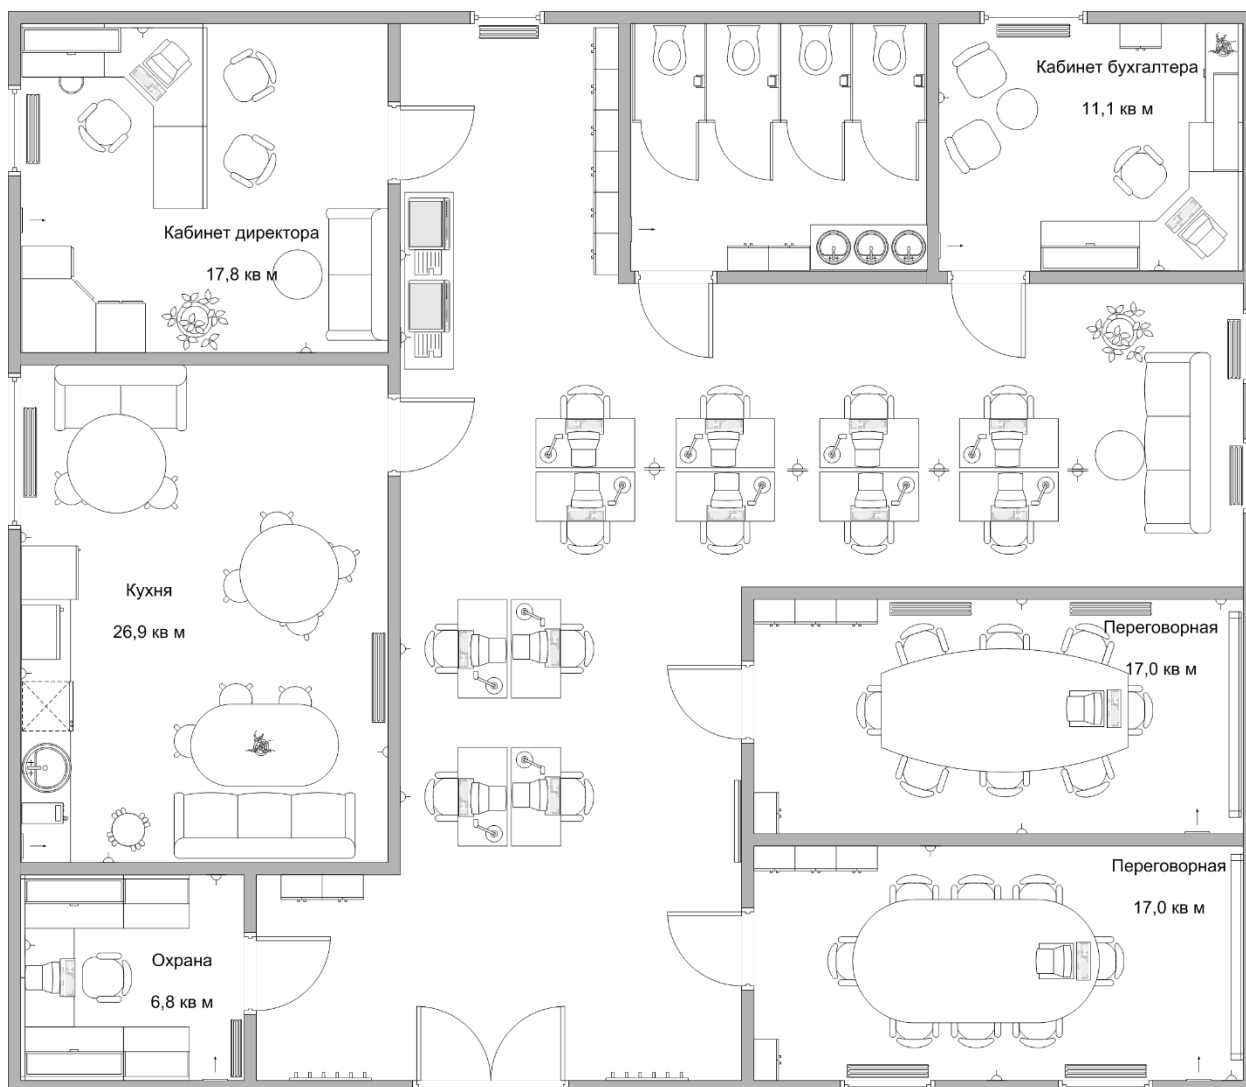 Кабинет бухгалтера
11,1 кв м
Кабинет директора
17,8 кв м
Кухня
26,9 кв м
Переговорная
17,0 кв м
Переговорная
17,0 кв м
Охрана
6,8 кв м